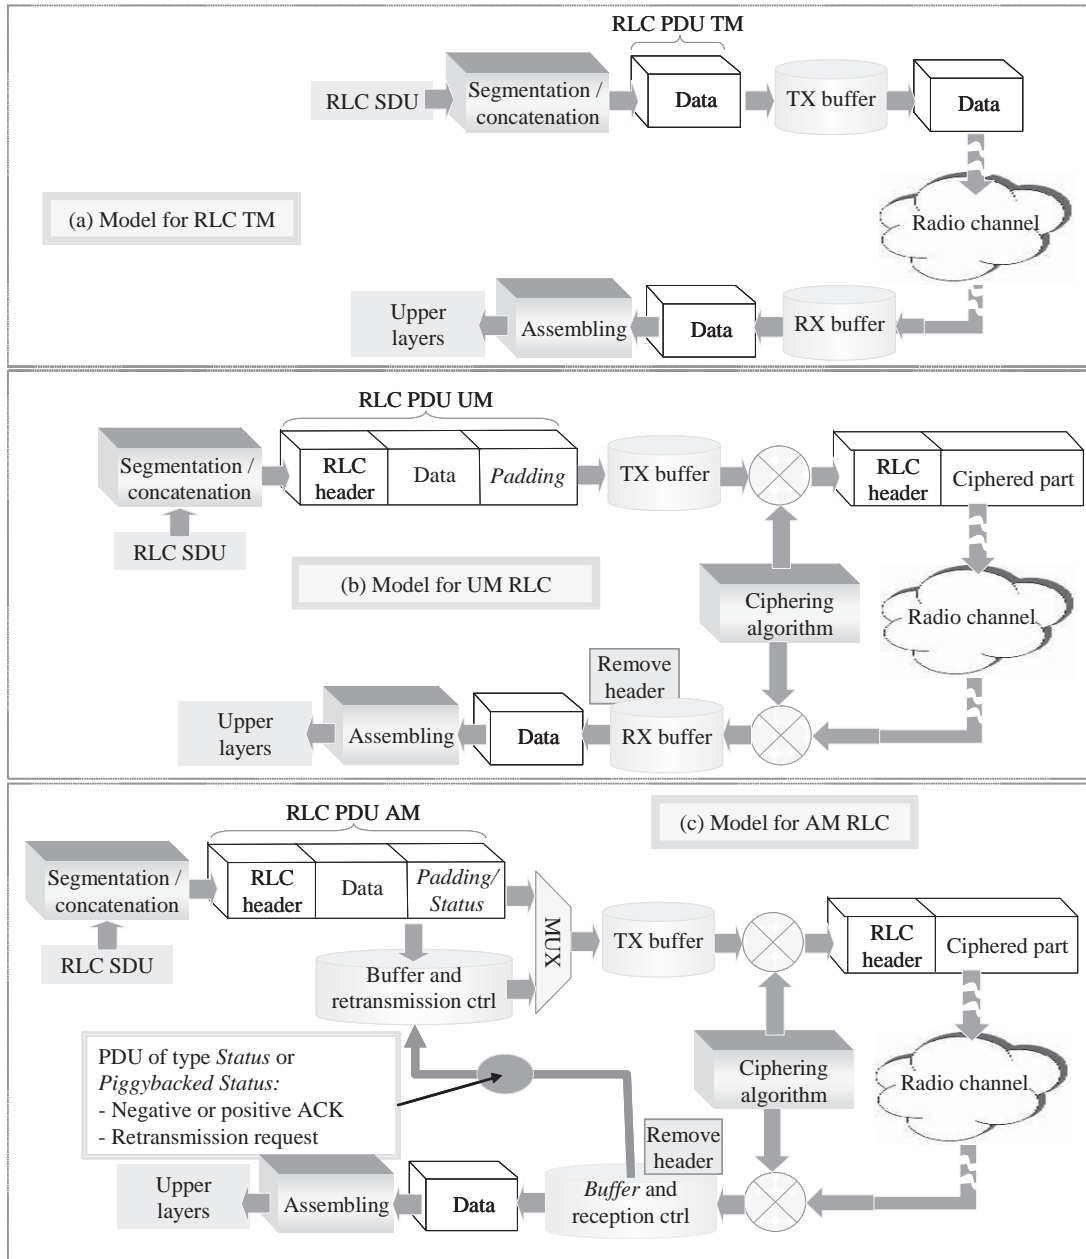 RLC PDU TM
RLC SDU
Segmentation /
concatenation
Data
TX buffer
Data
Radio channel
(a) Model for RLC TM
Upper
layers
Assembling
Data
RX buffer
RLC PDU UM
Segmentation /
concatenation
RLC
header
Data
Padding
TX buffer
RLC
header
Ciphered part
RLC SDU
(b) Model for UM RLC
Ciphering
algorithm
Radio channel
Remove
header
Upper
layers
Assembling
Data
RX buffer
RLC PDU AM
(c) Model for AM RLC
Segmentation /
concatenation
RLC
header
Data
Padding/
Status
MUX
TX buffer
RLC
header
Ciphered part
RLC SDU
Buffer and
retransmission ctrl
PDU of type Status or
Piggybacked Status:
- Negative or positive ACK
- Retransmission request
Ciphering
algorithm
Radio channel
Remove
header
Upper
layers
Assembling
Data
Buffer and
reception ctrl